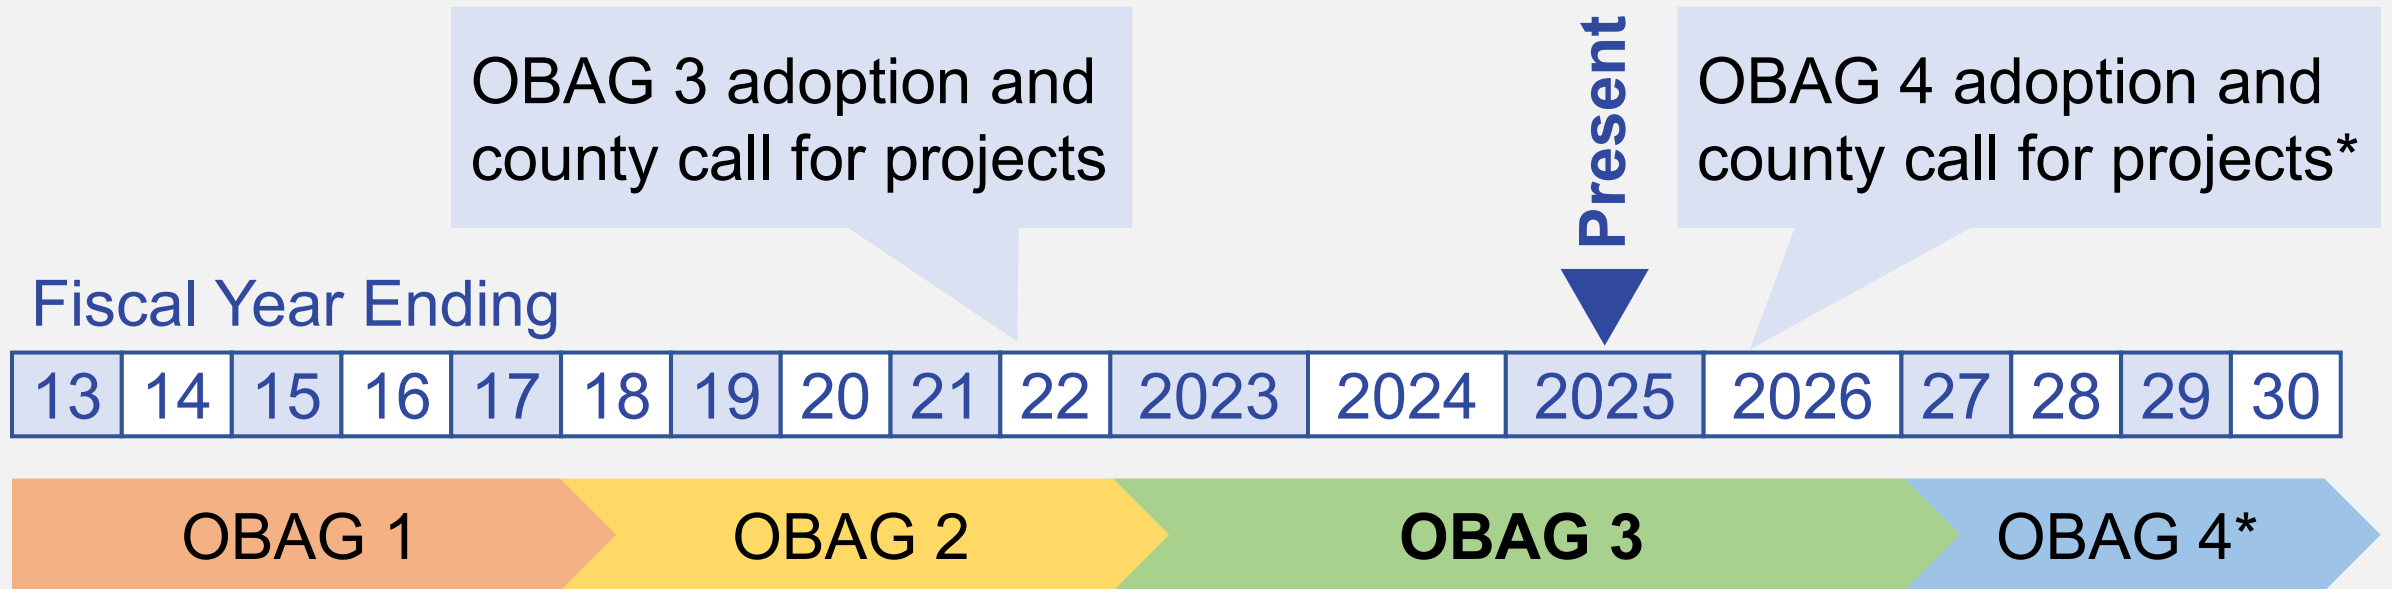 OBAG 3 adoption and
county call for projects
Present
OBAG 4 adoption and
county call for projects*
Fiscal Year Ending
13 14 15 16 17 18 19 20 21 22 2023 2024 2025 2026 27 28 29 30
OBAG 1 OBAG 2 OBAG 3 OBAG 4*